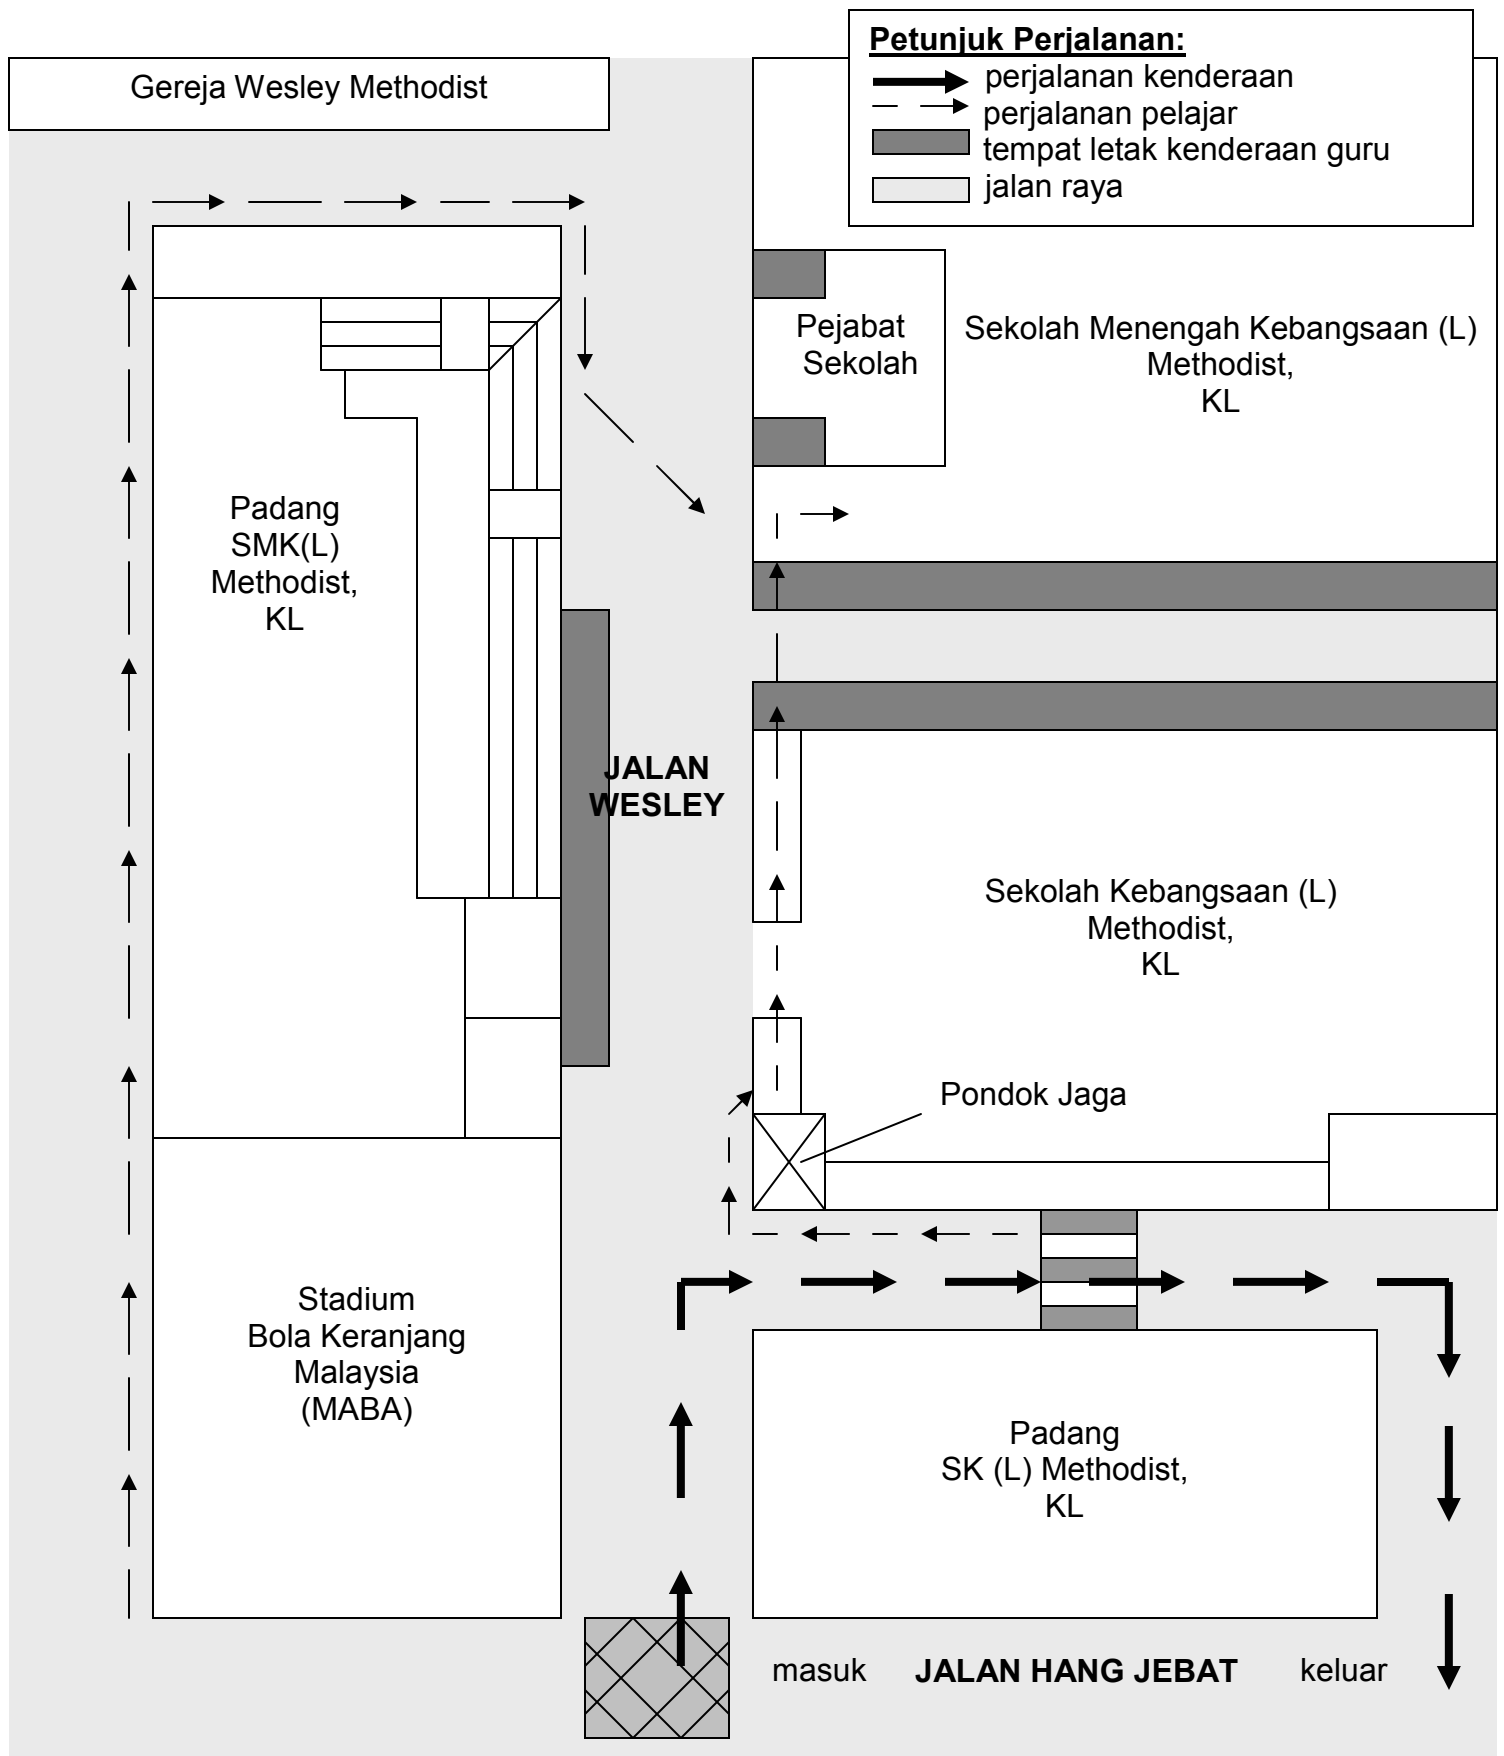 Petunjuk Perjalanan:
perjalanan kenderaan
perjalanan pelajar
tempat letak kenderaan guru
jalan raya
Gereja Wesley Methodist
Pejabat
Sekolah
Sekolah Menengah Kebangsaan (L)
Methodist,
KL
Padang
SMK(L)
Methodist,
KL
JALAN
WESLEY
Sekolah Kebangsaan (L)
Methodist,
KL
Pondok Jaga
Stadium
Bola Keranjang
Malaysia
(MABA)
Padang
SK (L) Methodist,
KL
masuk JALAN HANG JEBAT keluar